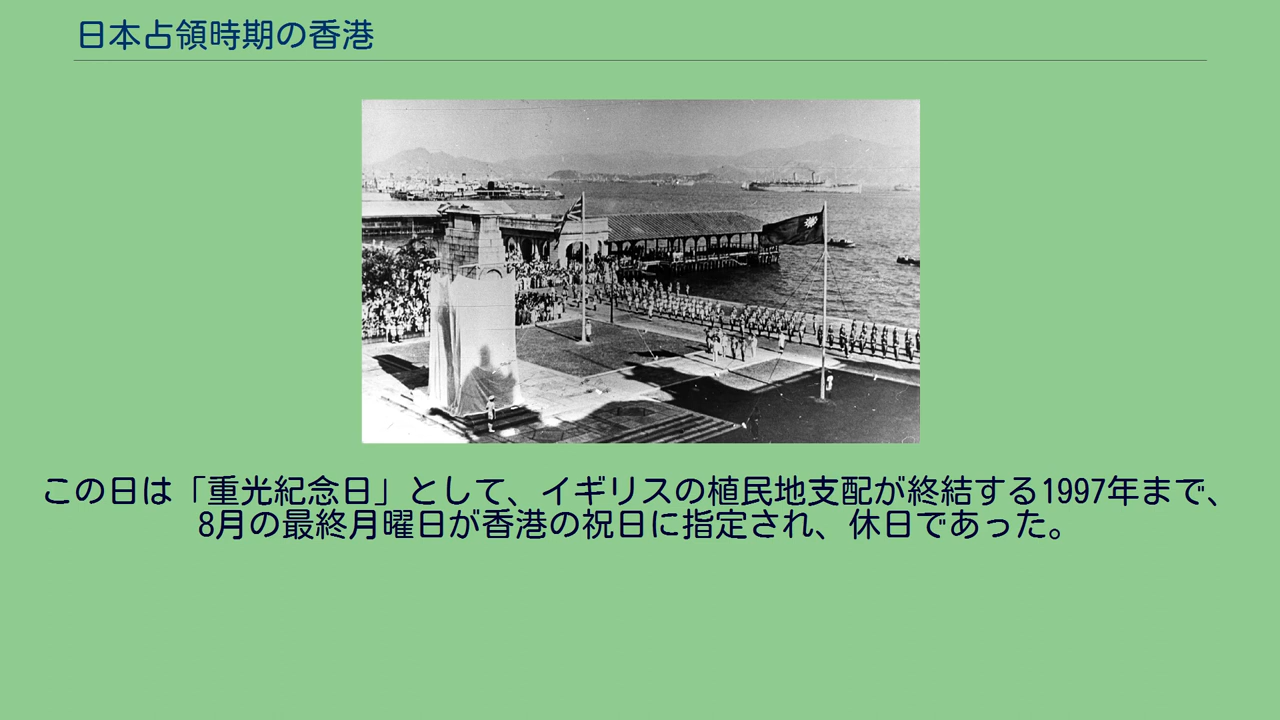 日本占領時期の香港
この日は「重光紀念日」として、イギリスの植民地支配が終結する1997年まで、
8月の最終月曜日が香港の祝日に指定され、休日であった。